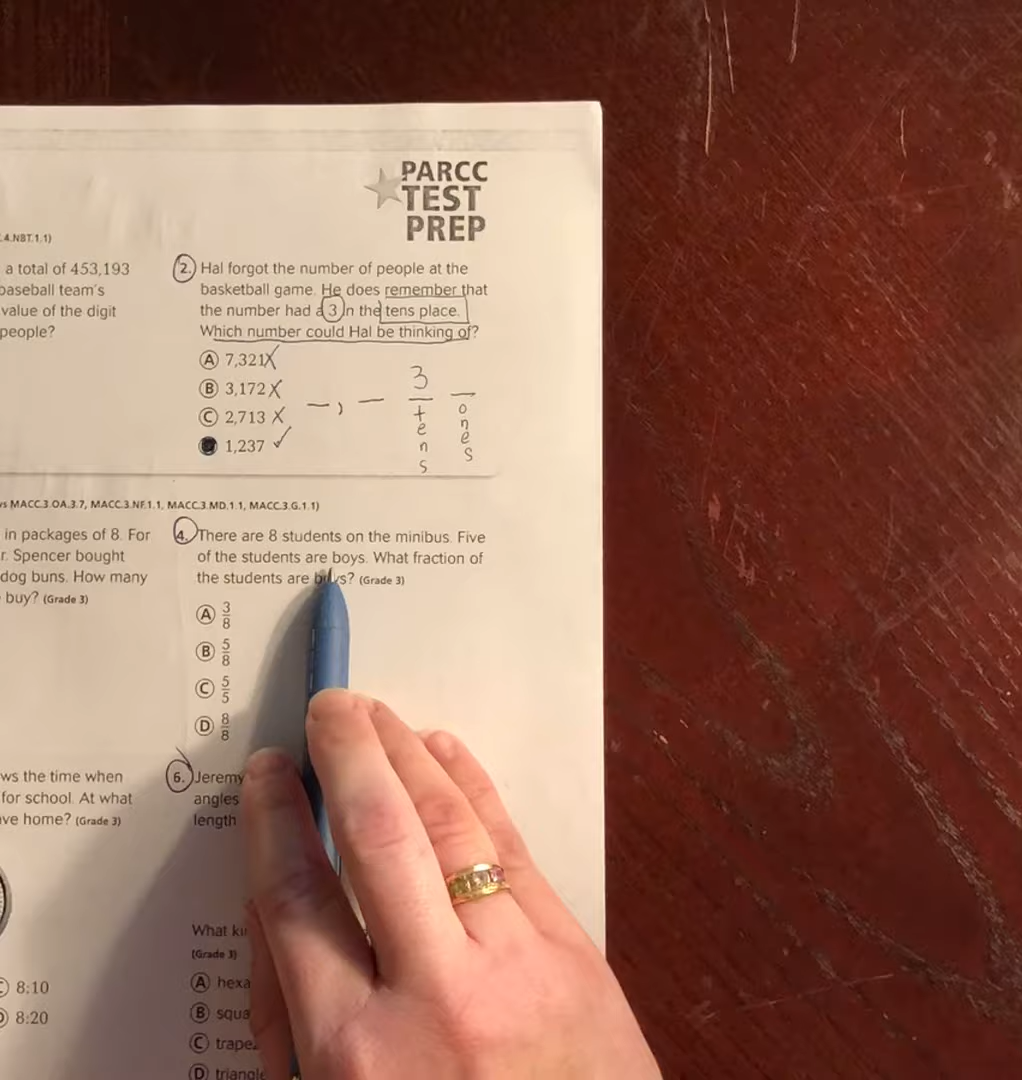 PARCC
TEST
PREP
4.NBT.1.1)
a total of 453,193
baseball team's
value of the digit
people?
2. Hal forgot the number of people at the
basketball game. He does remember that
the number had a 3 in the tens place.
Which number could Hal be thinking of?
A 7,321 X
B 3,172 X
C 2,713 X
1,237 ✓
_ , _ 3 _
tens
ones
MACC.3.OA.3.7, MACC.3.NF.1.1, MACC.3.MD.1.1, MACC.3.G.1.1)
in packages of 8. For
r. Spencer bought
dog buns. How many
buy? (Grade 3)
4. There are 8 students on the minibus. Five
of the students are boys. What fraction of
the students are boys? (Grade 3)
A 3/8
B 5/8
C 5/5
D 8/8
ws the time when
for school. At what
ve home? (Grade 3)
8:10
8:20
6. Jeremy
angles
length
What ki
(Grade 3)
A hexa
B squa
C trape
D triangle